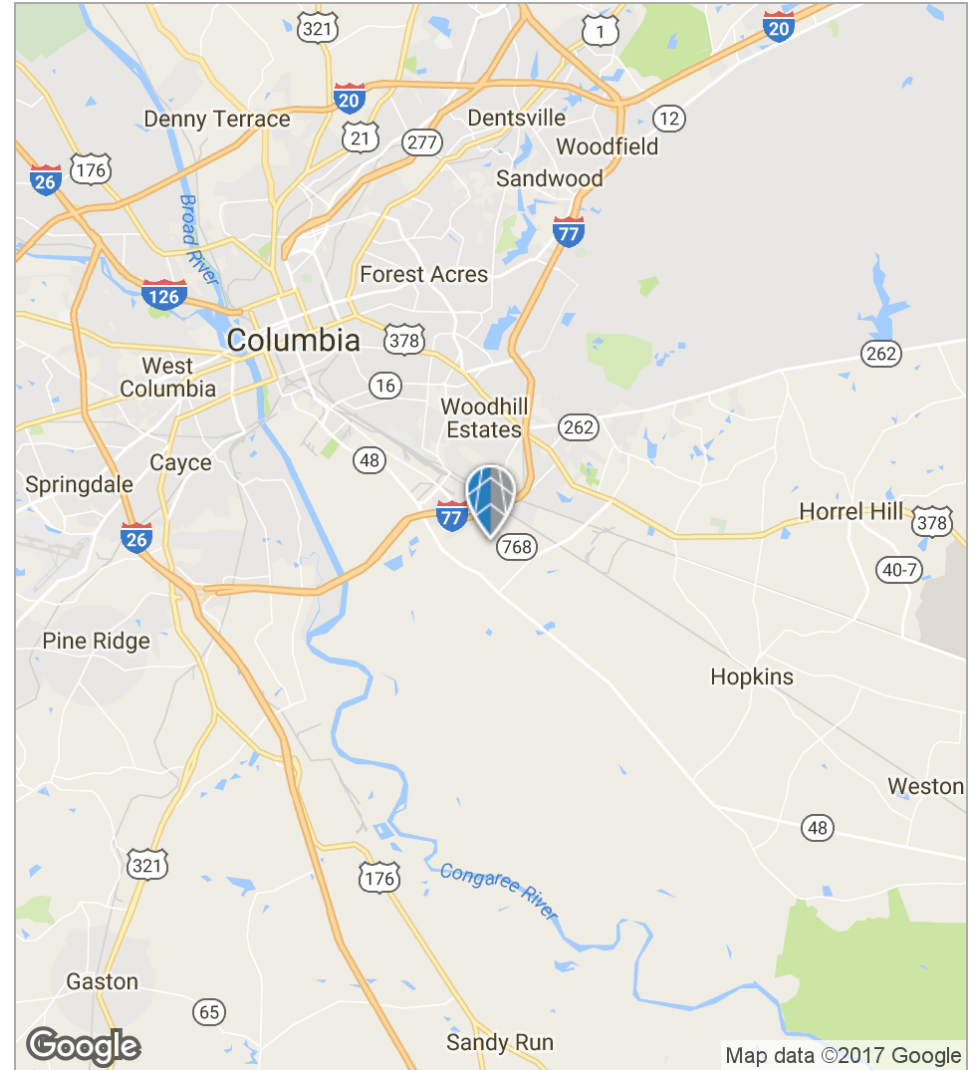 321
1
20
20
Denny Terrace
21
277
Dentsville
12
Woodfield
26
176
Sandwood
Broad River
77
Forest Acres
126
Columbia
378
262
West
Columbia
16
Woodhill
Estates
262
48
Cayce
Springdale
77
Horrel Hill
378
26
768
40-7
Pine Ridge
Hopkins
Weston
48
321
176
Congaree River
Gaston
65
Sandy Run
Google
Map data ©2017 Google